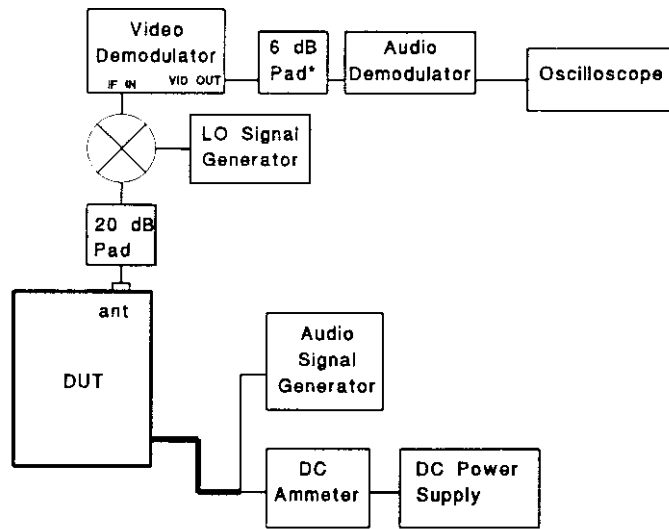 Video
Demodulator
IF IN
VID OUT
6 dB
Pad*
Audio
Demodulator
Oscilloscope
LO Signal
Generator
20 dB
Pad
ant
DUT
Audio
Signal
Generator
DC
Ammeter
DC Power
Supply